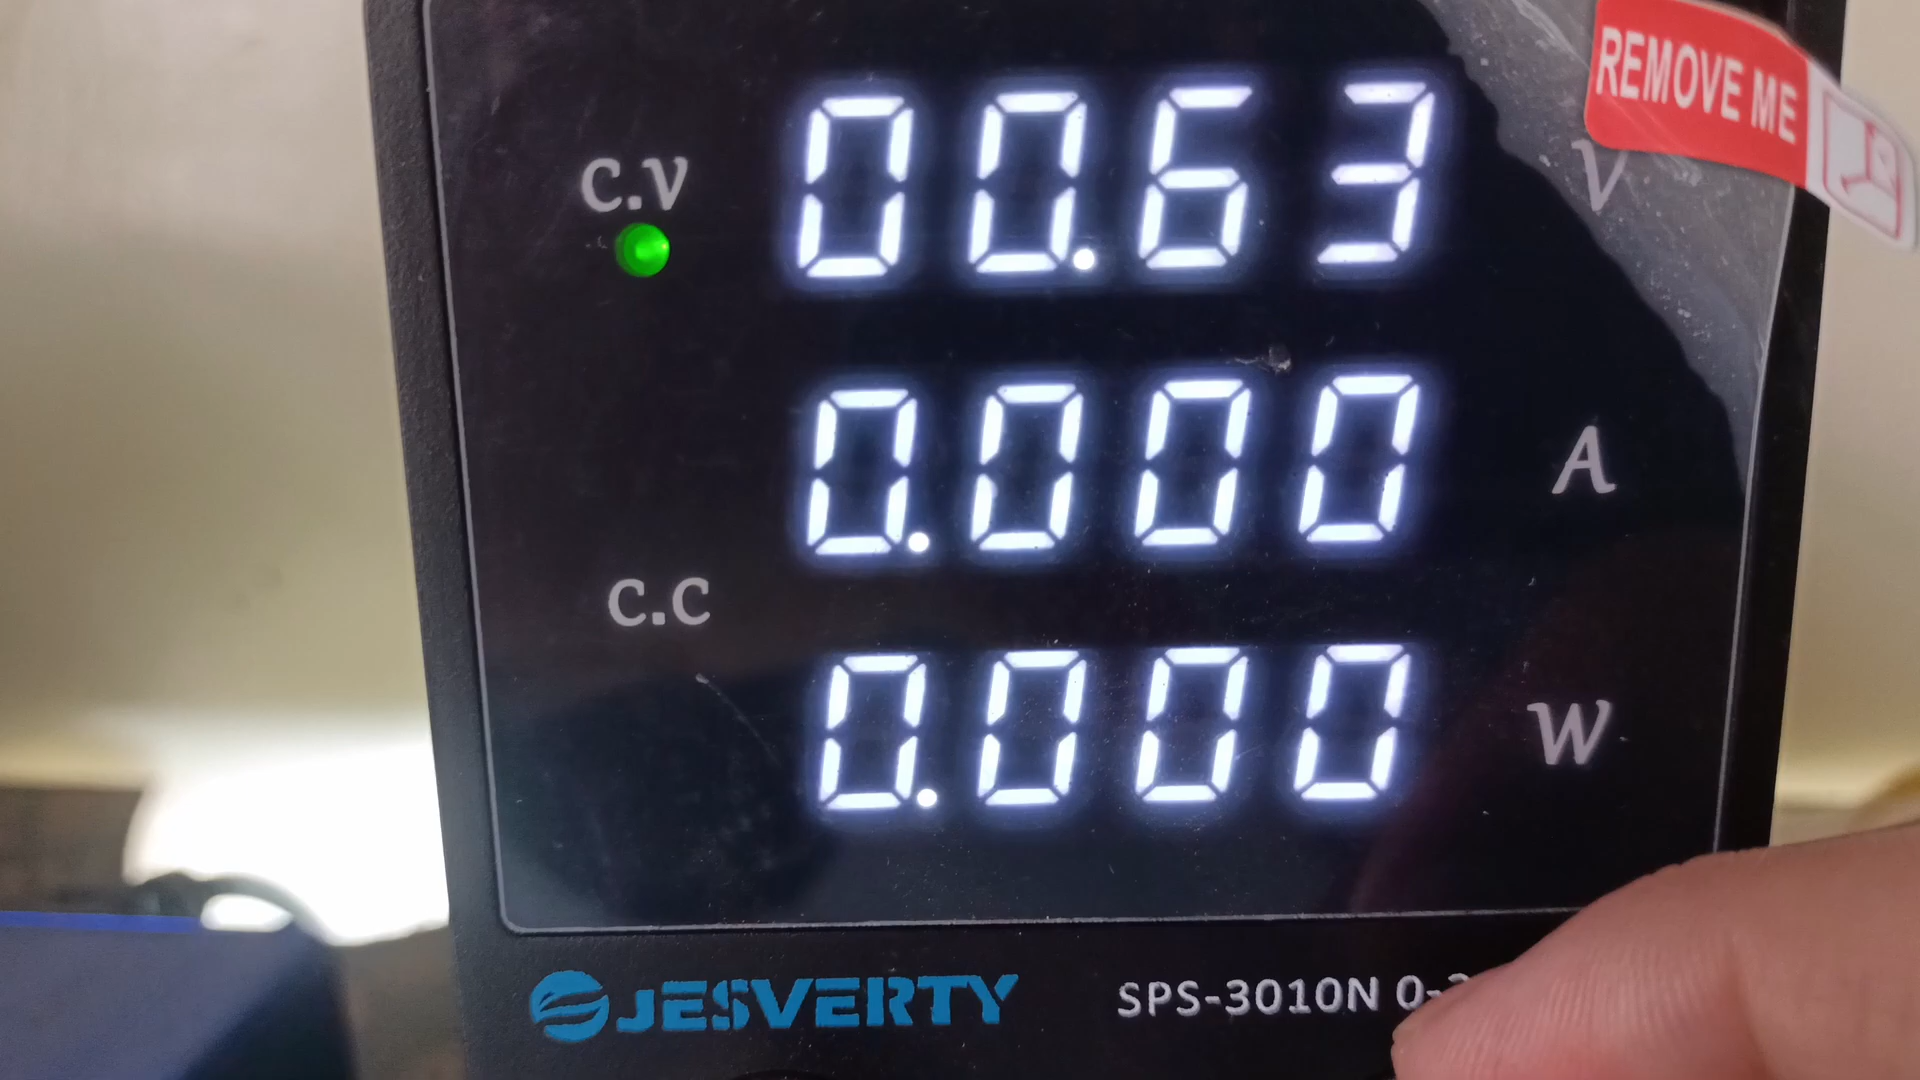 REMOVE ME
C.V
00.63 V
0.000 A
C.C
0.000 W
JESVERTY
SPS-3010N 0-